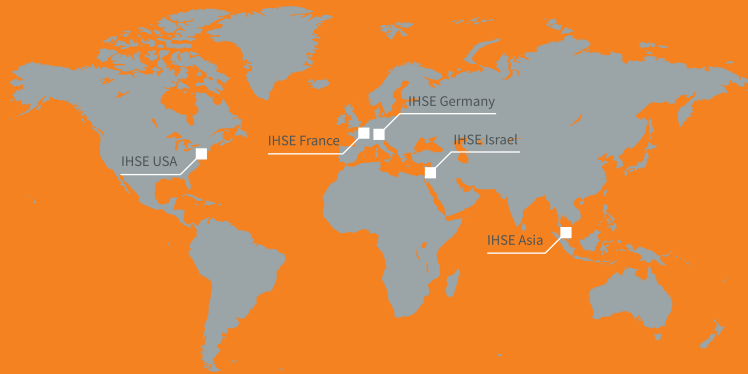 IHSE Germany
IHSE France
IHSE Israel
IHSE USA
IHSE Asia